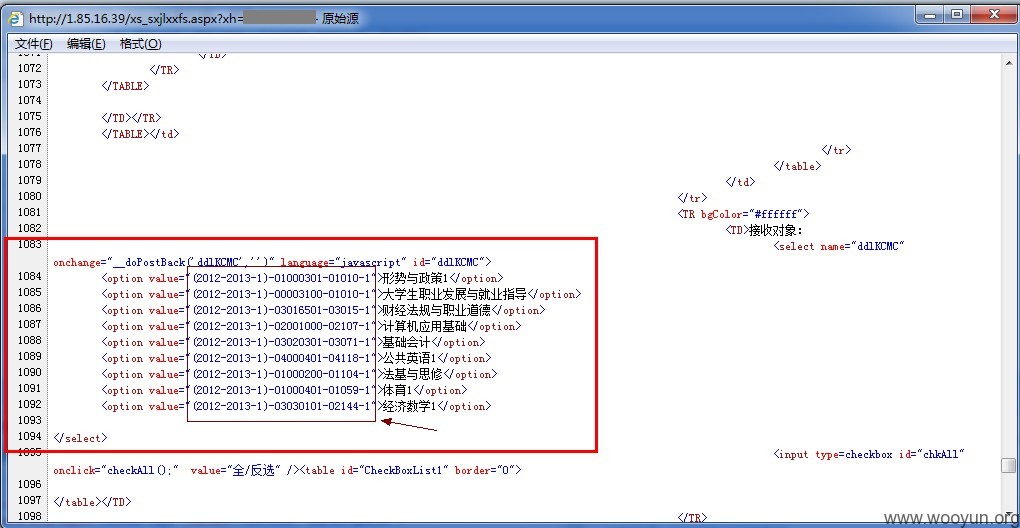 http://1.85.16.39/xs_sxjlxxfs.aspx?xh= - 原始源
文件(F) 编辑(E) 格式(O)
1071 </TD>
1072 </TR>
1073 </TABLE>
1074
1075 </TD></TR>
1076 </TABLE></td>
1077 </tr>
1078 </table>
1079 </td>
1080 </tr>
1081 <TR bgColor="#ffffff">
1082 <TD>接收对象:
1083 <select name="ddlKCMC"
onchange="__doPostBack('ddlKCMC','')" language="javascript" id="ddlKCMC">
1084 <option value="(2012-2013-1)-01000301-01010-1">形势与政策1</option>
1085 <option value="(2012-2013-1)-00003100-01010-1">大学生职业发展与就业指导</option>
1086 <option value="(2012-2013-1)-03016501-03015-1">财经法规与职业道德</option>
1087 <option value="(2012-2013-1)-02001000-02107-1">计算机应用基础</option>
1088 <option value="(2012-2013-1)-03020301-03071-1">基础会计</option>
1089 <option value="(2012-2013-1)-04000401-04118-1">公共英语1</option>
1090 <option value="(2012-2013-1)-01000200-01104-1">法基与思修</option>
1091 <option value="(2012-2013-1)-01000401-01059-1">体育1</option>
1092 <option value="(2012-2013-1)-03030101-02144-1">经济数学1</option>
1093
1094 </select>
1095 <input type=checkbox id="chkAll"
onclick="checkAll();" value="全/反选" /><table id="CheckBoxList1" border="0">
1096
1097 </table></TD>
1098 </TR>
www.wooyun.org